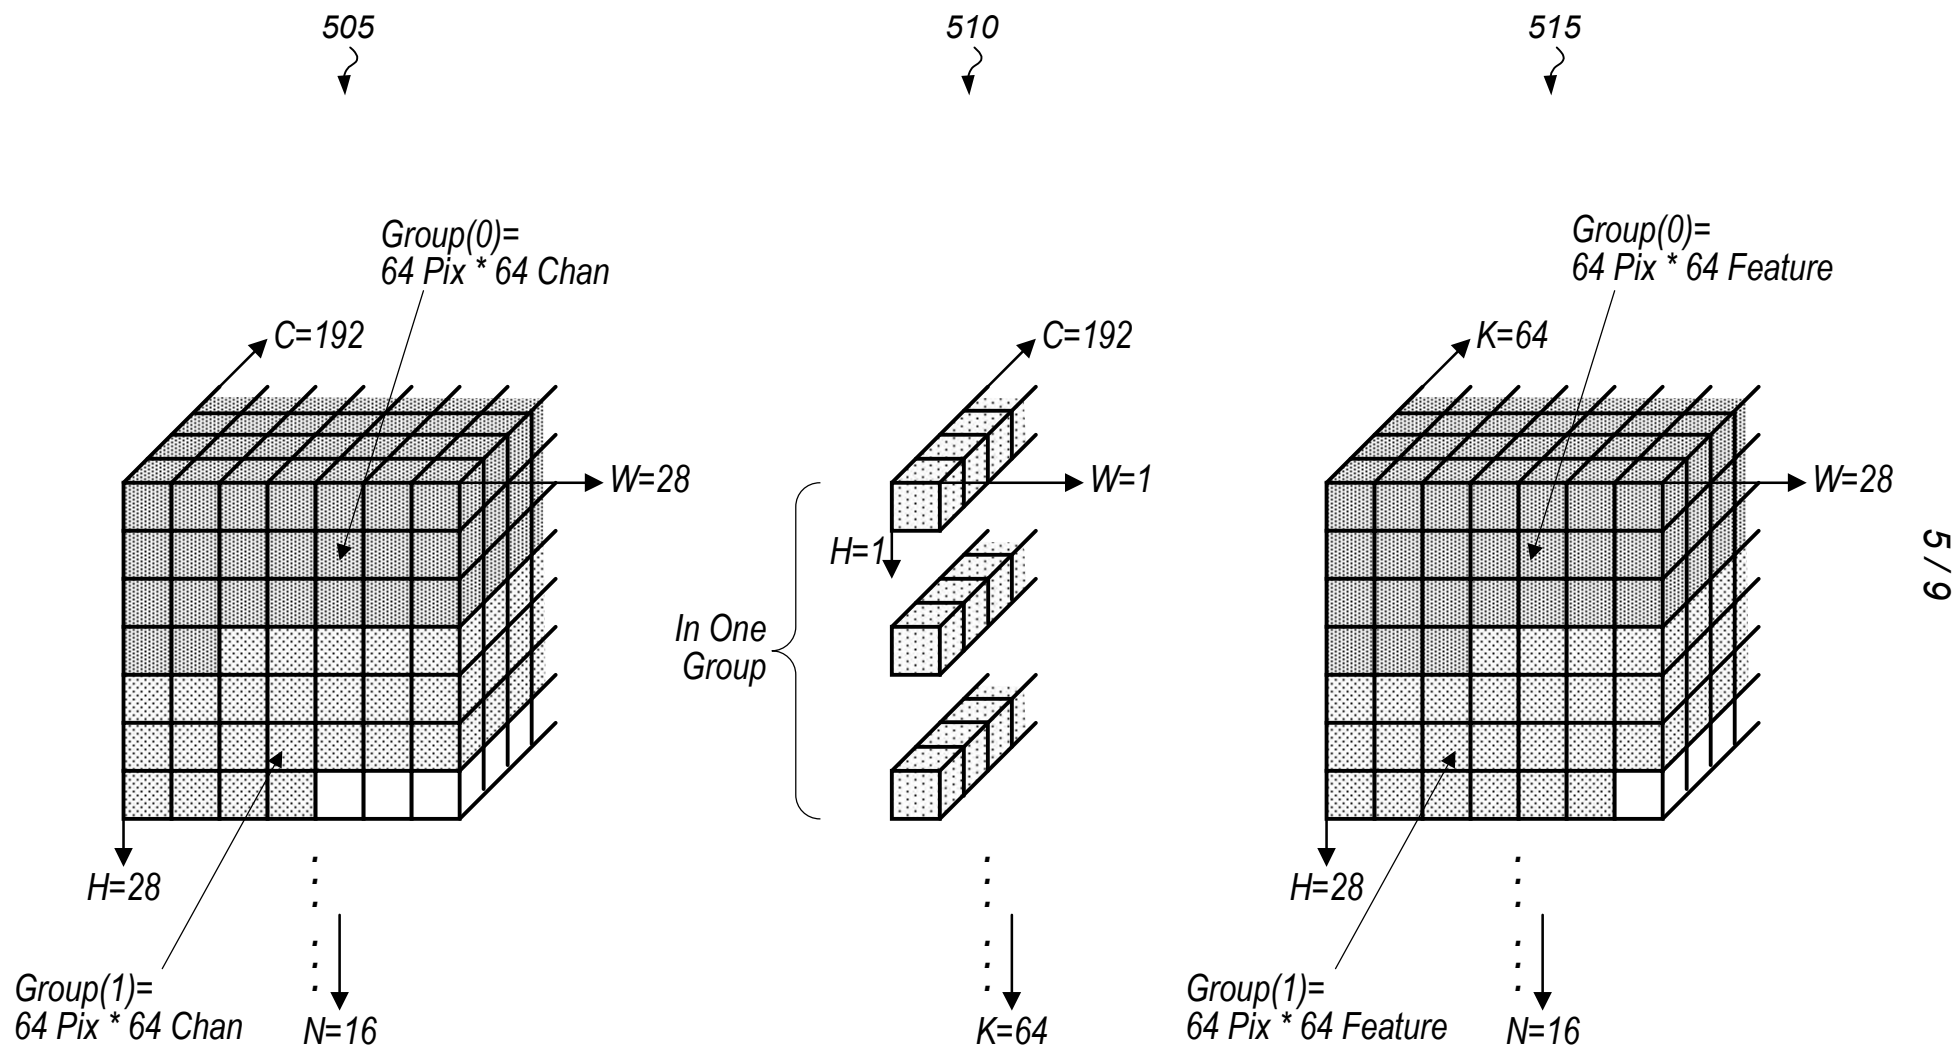 505
510
515
Group(0)=
64 Pix * 64 Chan
Group(0)=
64 Pix * 64 Feature
C=192
C=192
K=64
W=28
W=1
W=28
H=1
5 / 9
In One
Group
H=28
H=28
Group(1)=
64 Pix * 64 Chan
N=16
K=64
Group(1)=
64 Pix * 64 Feature
N=16